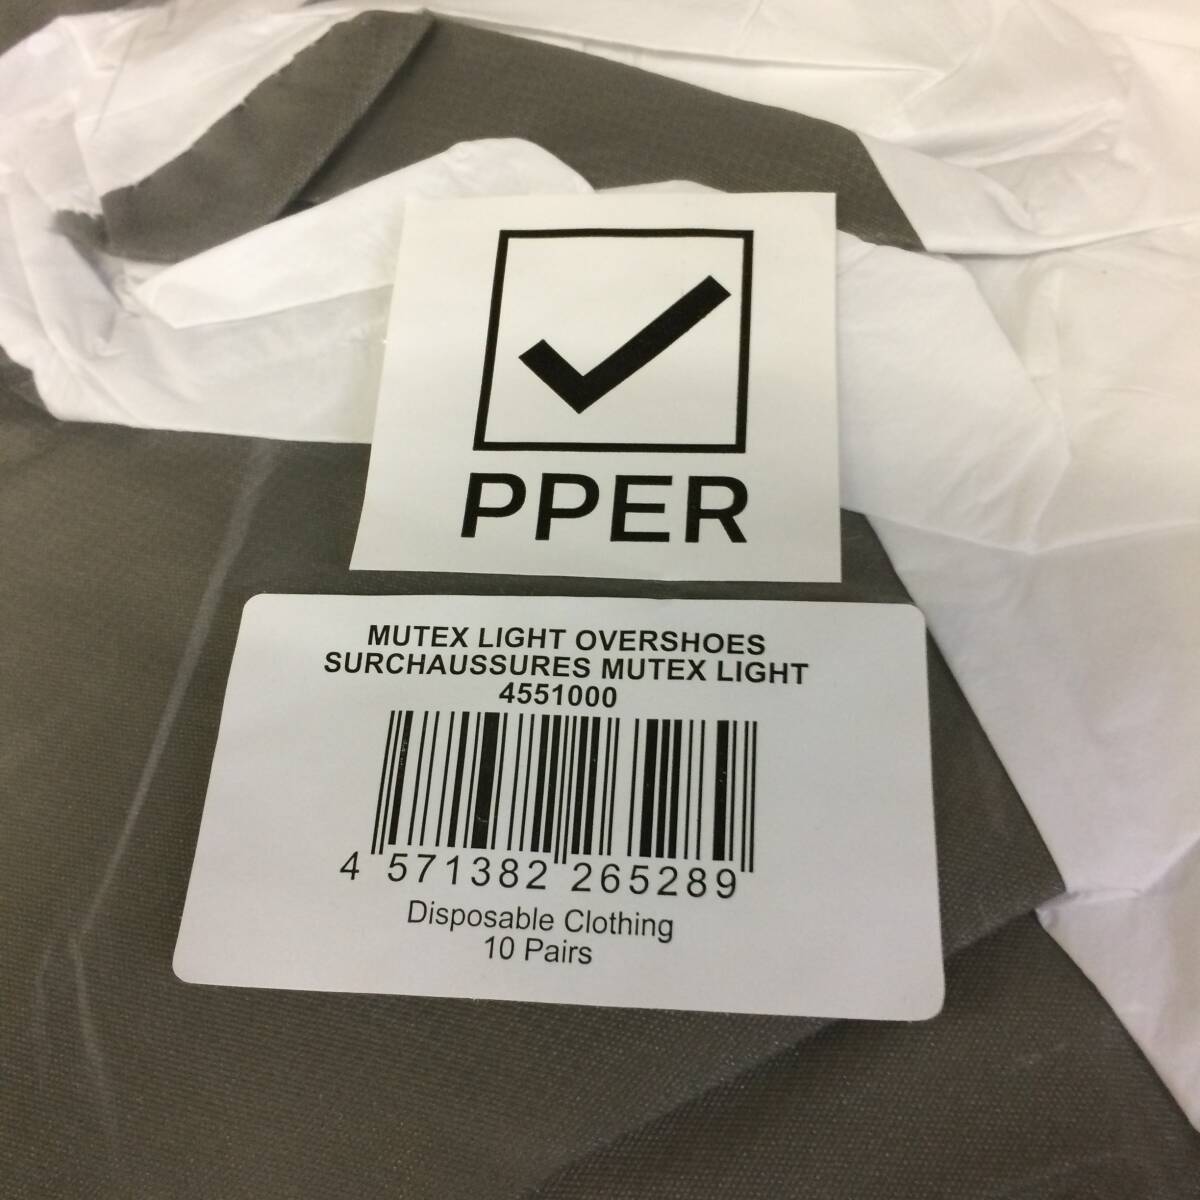 PPER
MUTEX LIGHT OVERSHOES
SURCHAUSSURES MUTEX LIGHT
4551000
4 571382 265289
Disposable Clothing
10 Pairs